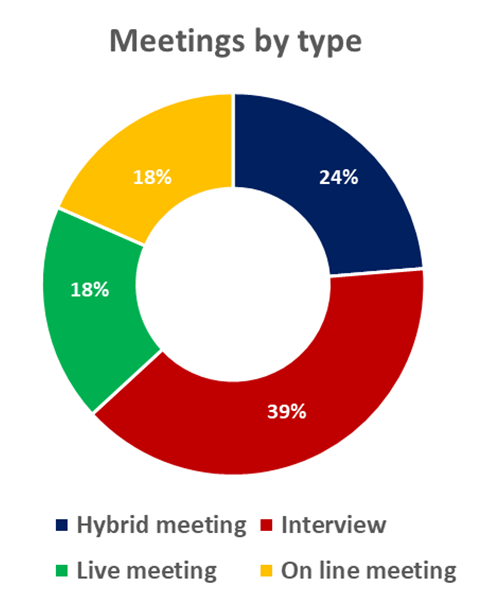 Meetings by type
18%
24%
18%
39%
Hybrid meeting
Interview
Live meeting
On line meeting